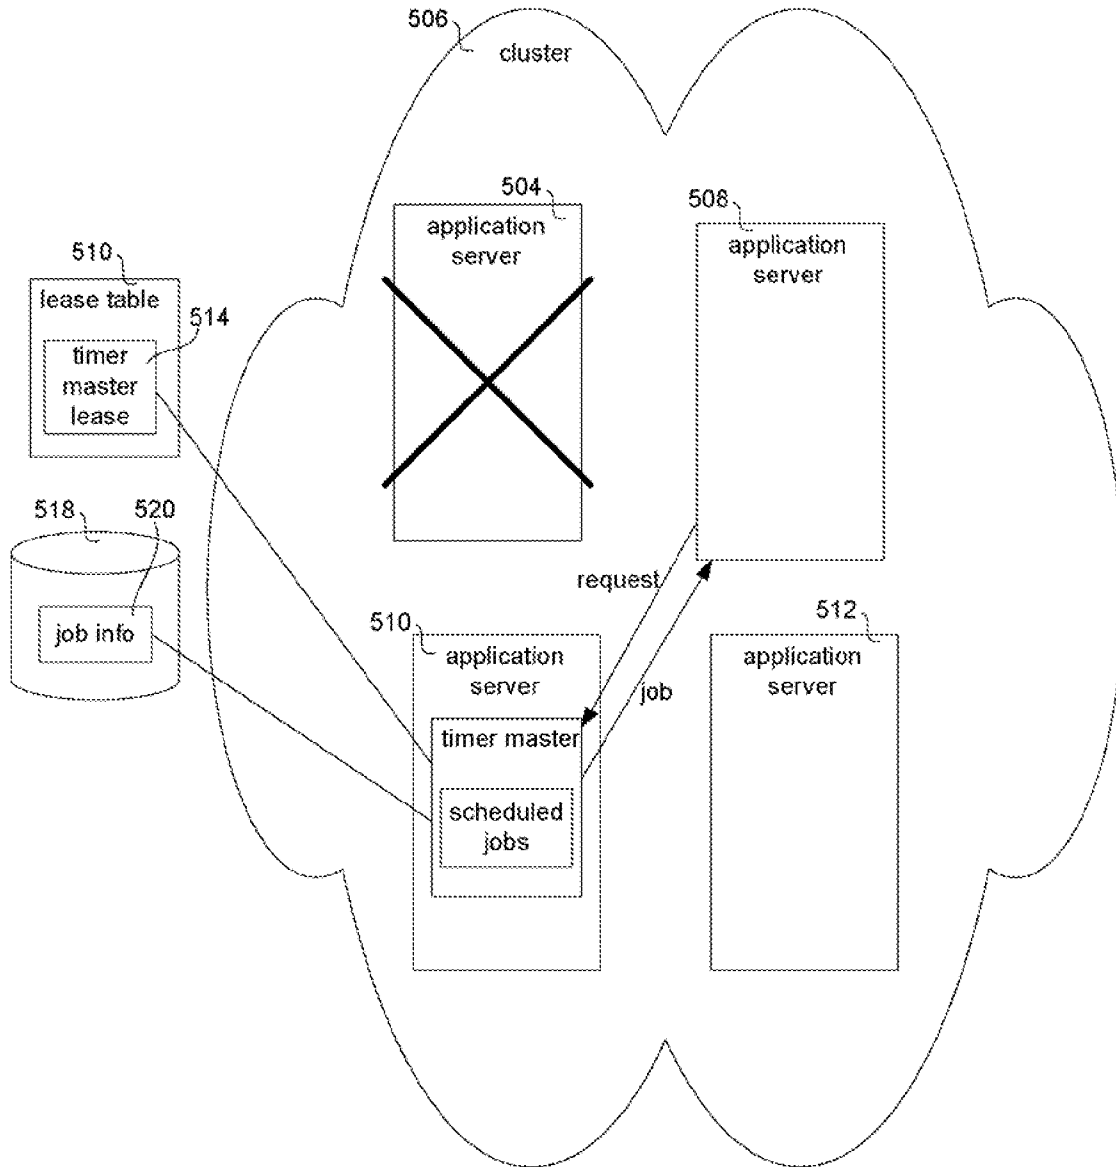 506
cluster
504
application
server
508
application
server
510
lease table
514
timer
master
lease
518
520
job info
request
job
510
application
server
timer master
scheduled
jobs
512
application
server